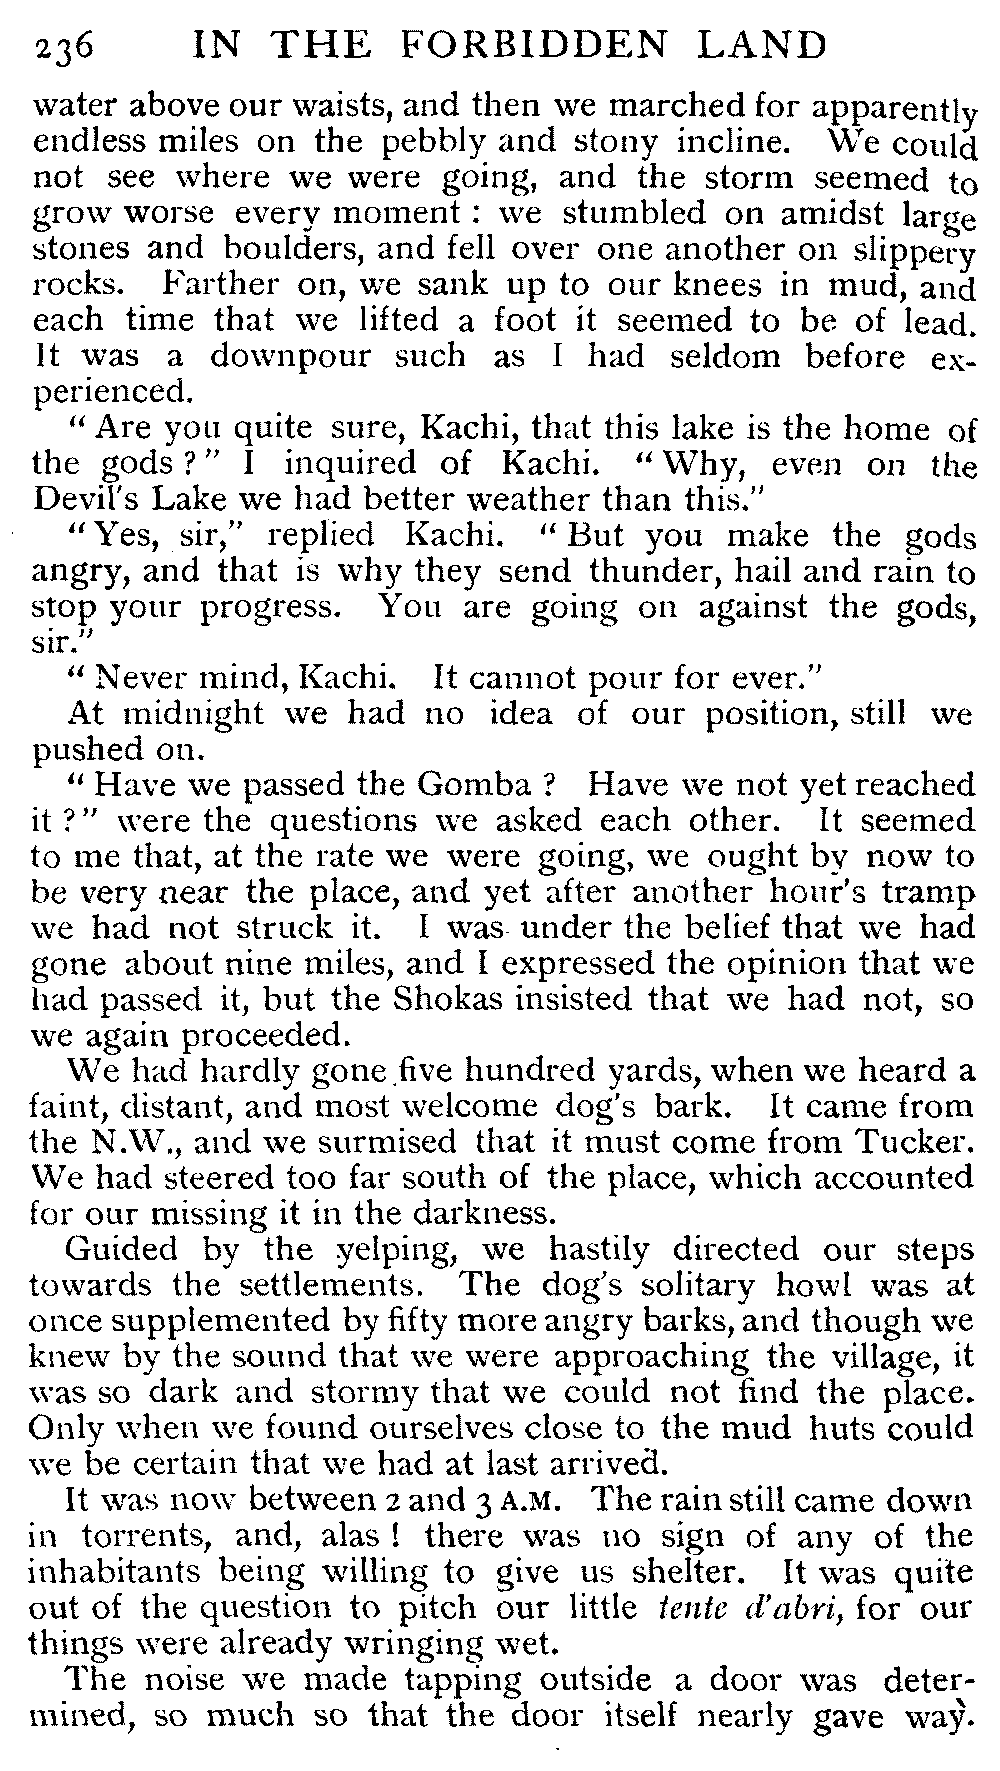 236 IN THE FORBIDDEN LAND
water above our waists, and then we marched for apparently
endless miles on the pebbly and stony incline. We could
not see where we were going, and the storm seemed to
grow worse every moment : we stumbled on amidst large
stones and boulders, and fell over one another on slippery
rocks. Farther on, we sank up to our knees in mud, and
each time that we lifted a foot it seemed to be of lead.
It was a downpour such as I had seldom before ex-
perienced.
“ Are you quite sure, Kachi, that this lake is the home of
the gods ? ” I inquired of Kachi. “ Why, even on the
Devil's Lake we had better weather than this.”
“ Yes, sir,” replied Kachi. “ But you make the gods
angry, and that is why they send thunder, hail and rain to
stop your progress. You are going on against the gods,
sir.”
“ Never mind, Kachi. It cannot pour for ever.”
At midnight we had no idea of our position, still we
pushed on.
“ Have we passed the Gomba ? Have we not yet reached
it ? ” were the questions we asked each other. It seemed
to me that, at the rate we were going, we ought by now to
be very near the place, and yet after another hour's tramp
we had not struck it. I was under the belief that we had
gone about nine miles, and I expressed the opinion that we
had passed it, but the Shokas insisted that we had not, so
we again proceeded.
We had hardly gone five hundred yards, when we heard a
faint, distant, and most welcome dog's bark. It came from
the N.W., and we surmised that it must come from Tucker.
We had steered too far south of the place, which accounted
for our missing it in the darkness.
Guided by the yelping, we hastily directed our steps
towards the settlements. The dog's solitary howl was at
once supplemented by fifty more angry barks, and though we
knew by the sound that we were approaching the village, it
was so dark and stormy that we could not find the place.
Only when we found ourselves close to the mud huts could
we be certain that we had at last arrived.
It was now between 2 and 3 A.M. The rain still came down
in torrents, and, alas ! there was no sign of any of the
inhabitants being willing to give us shelter. It was quite
out of the question to pitch our little tente d'abri, for our
things were already wringing wet.
The noise we made tapping outside a door was deter-
mined, so much so that the door itself nearly gave way.